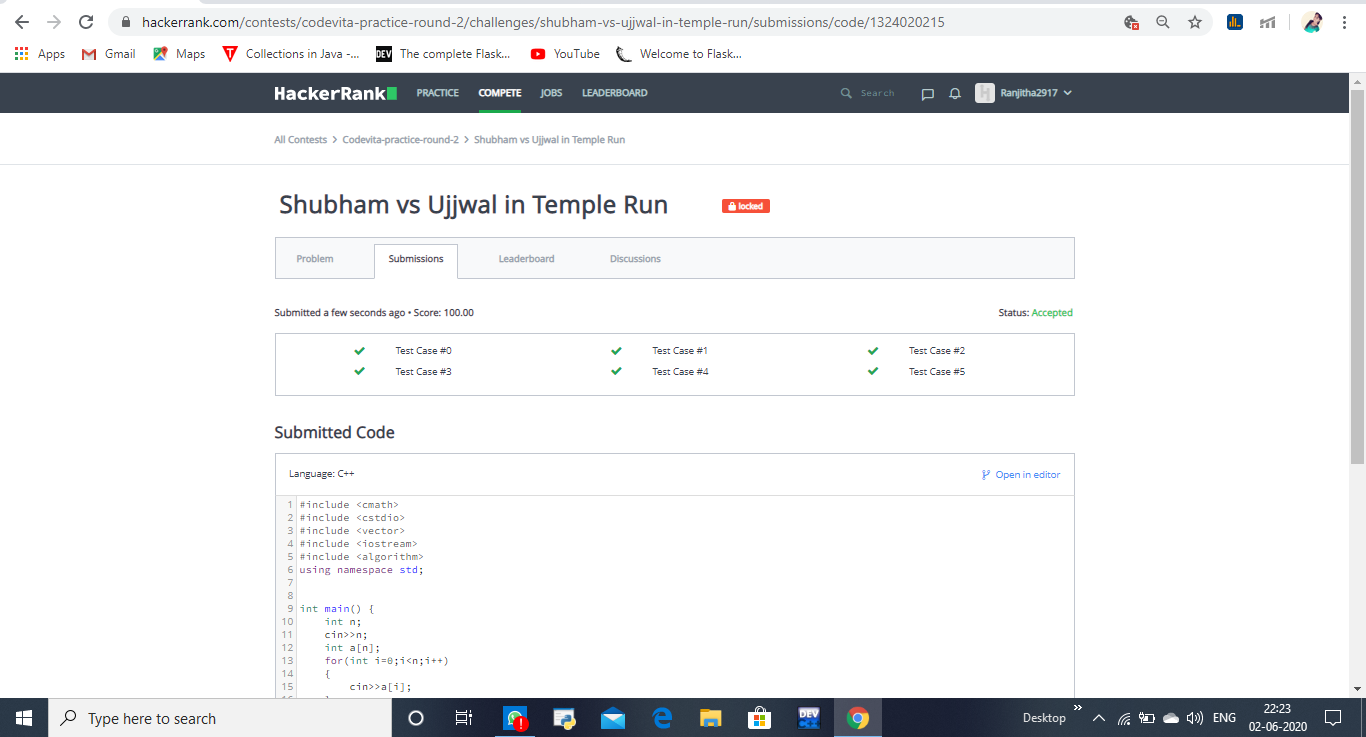 hackerrank.com/contests/codevita-practice-round-2/challenges/shubham-vs-ujjwal-in-temple-run/submissions/code/1324020215
Apps Gmail Maps Collections in Java -... DEV The complete Flask... YouTube Welcome to Flask...
HackerRank PRACTICE COMPETE JOBS LEADERBOARD Search H Ranjitha2917
All Contests > Codevita-practice-round-2 > Shubham vs Ujjwal in Temple Run
Shubham vs Ujjwal in Temple Run locked
Problem Submissions Leaderboard Discussions
Submitted a few seconds ago • Score: 100.00 Status: Accepted
Test Case #0 Test Case #1 Test Case #2
Test Case #3 Test Case #4 Test Case #5
Submitted Code
Language: C++ Open in editor
1 #include <cmath>
2 #include <cstdio>
3 #include <vector>
4 #include <iostream>
5 #include <algorithm>
6 using namespace std;
7
8
9 int main() {
10 int n;
11 cin>>n;
12 int a[n];
13 for(int i=0;i<n;i++)
14 {
15 cin>>a[i];
Type here to search DEV Desktop ENG 22:23
02-06-2020